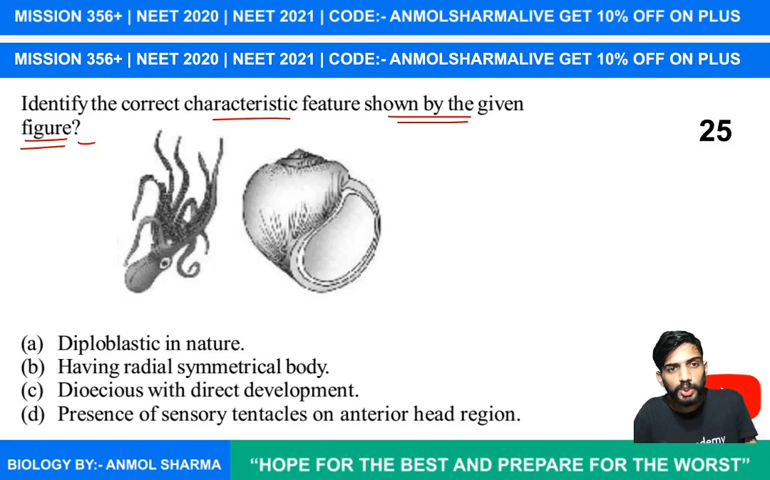 MISSION 356+ | NEET 2020 | NEET 2021 | CODE:- ANMOLSHARMALIVE GET 10% OFF ON PLUS
MISSION 356+ | NEET 2020 | NEET 2021 | CODE:- ANMOLSHARMALIVE GET 10% OFF ON PLUS
Identify the correct characteristic feature shown by the given
figure?
25
(a) Diploblastic in nature.
(b) Having radial symmetrical body.
(c) Dioecious with direct development.
(d) Presence of sensory tentacles on anterior head region.
BIOLOGY BY:- ANMOL SHARMA
“HOPE FOR THE BEST AND PREPARE FOR THE WORST”